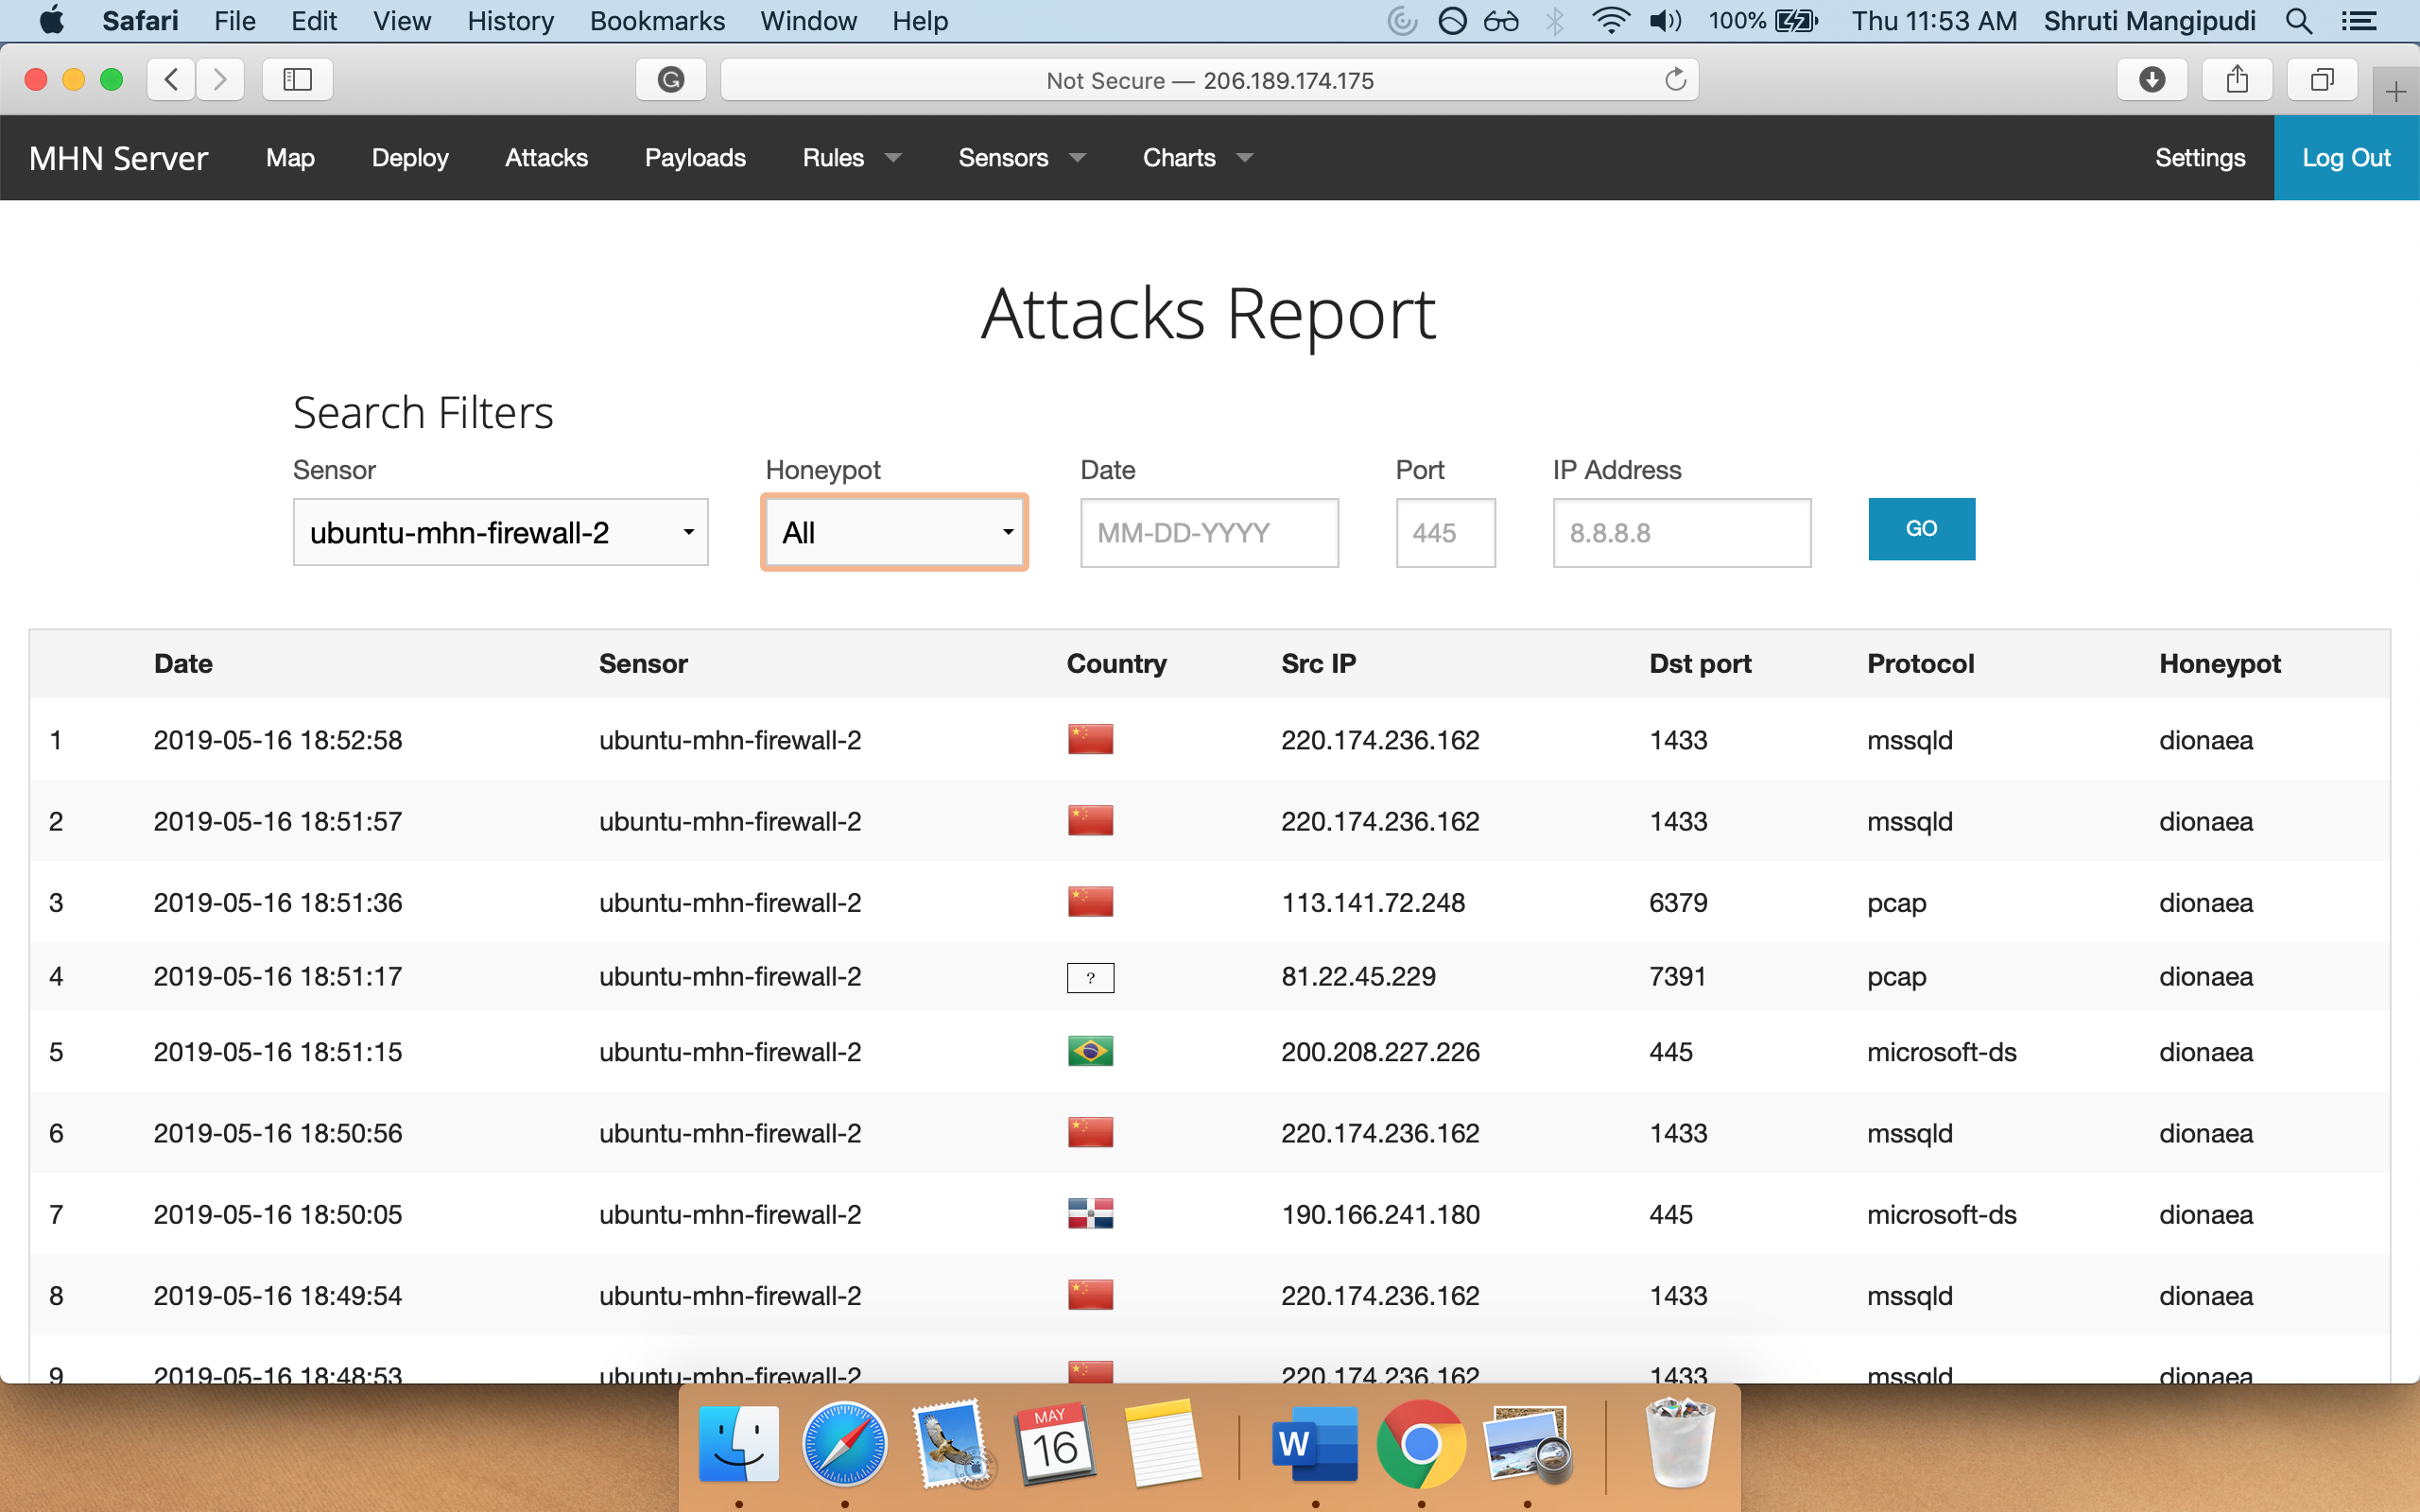 Safari File Edit View History Bookmarks Window Help 100% Thu 11:53 AM Shruti Mangipudi
Not Secure — 206.189.174.175
MHN Server Map Deploy Attacks Payloads Rules Sensors Charts Settings Log Out
Attacks Report
Search Filters
Sensor Honeypot Date Port IP Address
ubuntu-mhn-firewall-2 All MM-DD-YYYY 445 8.8.8.8 GO
Date Sensor Country Src IP Dst port Protocol Honeypot
1 2019-05-16 18:52:58 ubuntu-mhn-firewall-2 220.174.236.162 1433 mssqld dionaea
2 2019-05-16 18:51:57 ubuntu-mhn-firewall-2 220.174.236.162 1433 mssqld dionaea
3 2019-05-16 18:51:36 ubuntu-mhn-firewall-2 113.141.72.248 6379 pcap dionaea
4 2019-05-16 18:51:17 ubuntu-mhn-firewall-2 ? 81.22.45.229 7391 pcap dionaea
5 2019-05-16 18:51:15 ubuntu-mhn-firewall-2 200.208.227.226 445 microsoft-ds dionaea
6 2019-05-16 18:50:56 ubuntu-mhn-firewall-2 220.174.236.162 1433 mssqld dionaea
7 2019-05-16 18:50:05 ubuntu-mhn-firewall-2 190.166.241.180 445 microsoft-ds dionaea
8 2019-05-16 18:49:54 ubuntu-mhn-firewall-2 220.174.236.162 1433 mssqld dionaea
9 2019-05-16 18:48:53 ubuntu-mhn-firewall-2 220.174.236.162 1433 mssqld dionaea
MAY
16
W